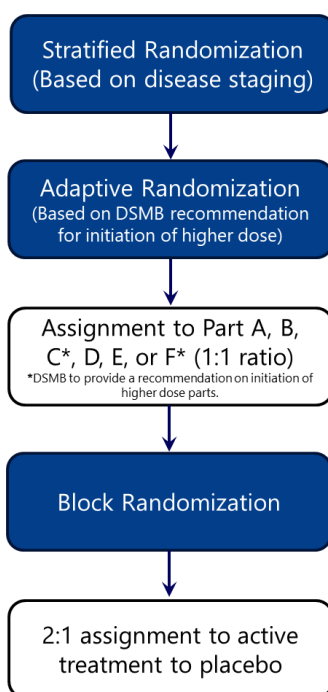 Stratified Randomization
(Based on disease staging)
Adaptive Randomization
(Based on DSMB recommendation
for initiation of higher dose)
Assignment to Part A, B,
C*, D, E, or F* (1:1 ratio)
*DSMB to provide a recommendation on initiation of
higher dose parts.
Block Randomization
2:1 assignment to active
treatment to placebo